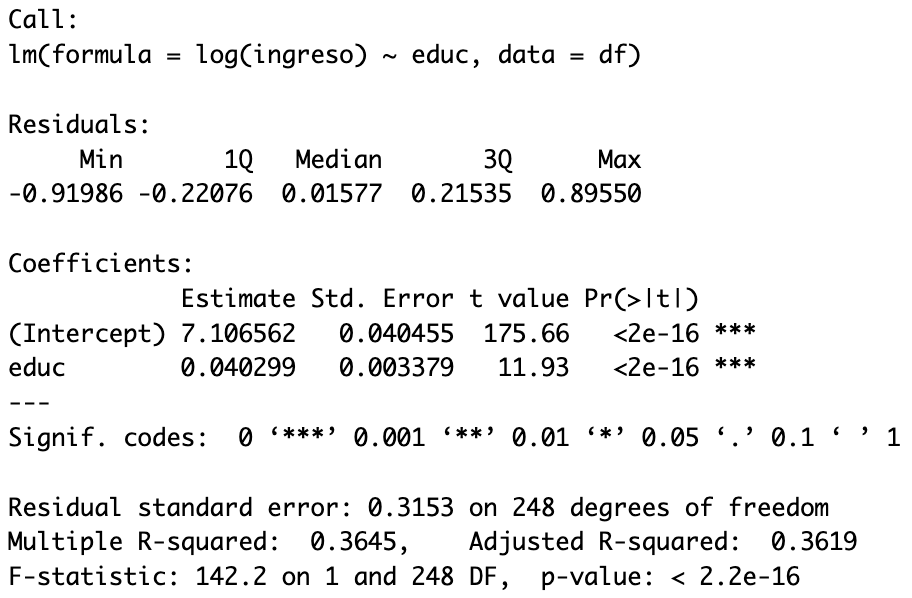 Call:
lm(formula = log(ingreso) ~ educ, data = df)
Residuals:
Min 1Q Median 3Q Max
-0.91986 -0.22076 0.01577 0.21535 0.89550
Coefficients:
Estimate Std. Error t value Pr(>|t|)
(Intercept) 7.106562 0.040455 175.66 <2e-16 ***
educ 0.040299 0.003379 11.93 <2e-16 ***
---
Signif. codes: 0 ‘***’ 0.001 ‘**’ 0.01 ‘*’ 0.05 ‘.’ 0.1 ‘ ’ 1
Residual standard error: 0.3153 on 248 degrees of freedom
Multiple R-squared: 0.3645, Adjusted R-squared: 0.3619
F-statistic: 142.2 on 1 and 248 DF, p-value: < 2.2e-16